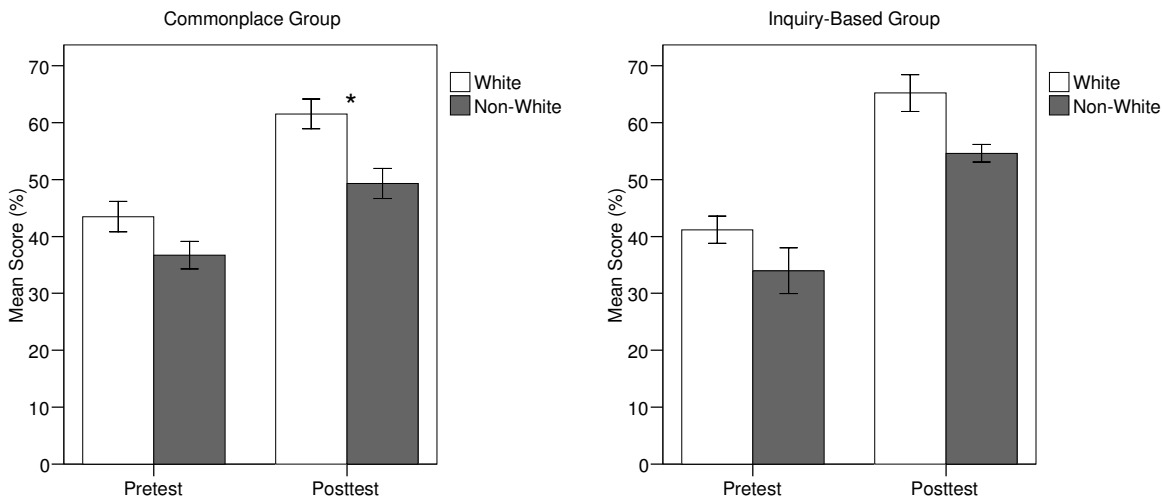 Commonplace Group
Mean Score (%)
70
60
50
40
30
20
10
0
*
Pretest
Posttest
White
Non-White
Inquiry-Based Group
Mean Score (%)
70
60
50
40
30
20
10
0
Pretest
Posttest
White
Non-White